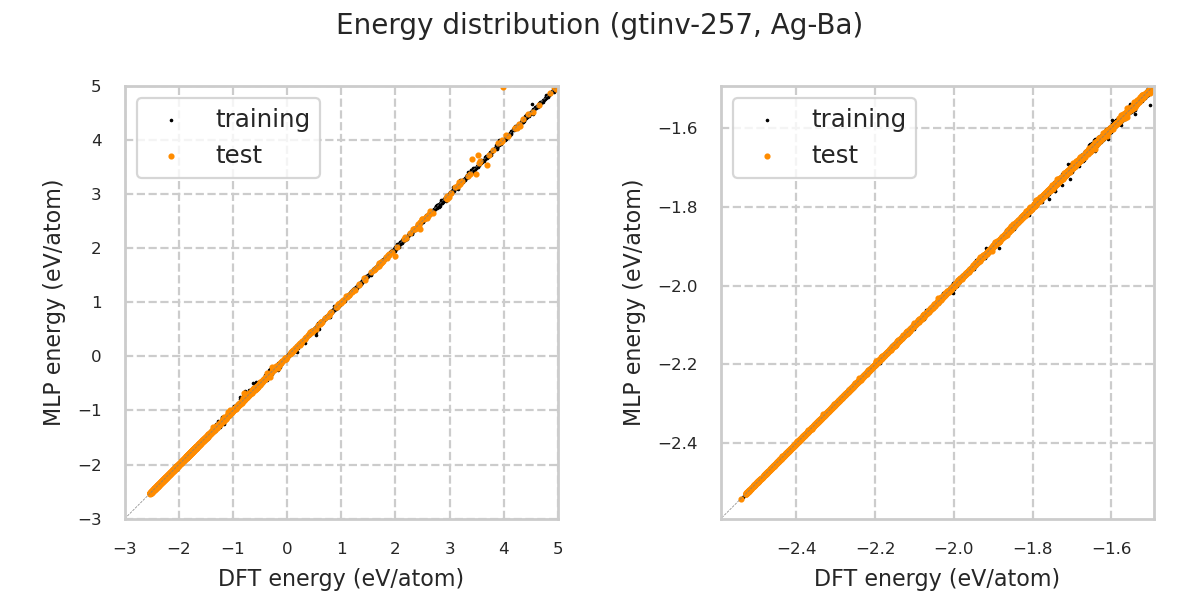 Energy distribution (gtinv-257, Ag-Ba)
MLP energy (eV/atom)
5
4
3
2
1
0
−1
−2
−3
training
test
−3 −2 −1 0 1 2 3 4 5
DFT energy (eV/atom)
MLP energy (eV/atom)
−1.6
−1.8
−2.0
−2.2
−2.4
training
test
−2.4 −2.2 −2.0 −1.8 −1.6
DFT energy (eV/atom)